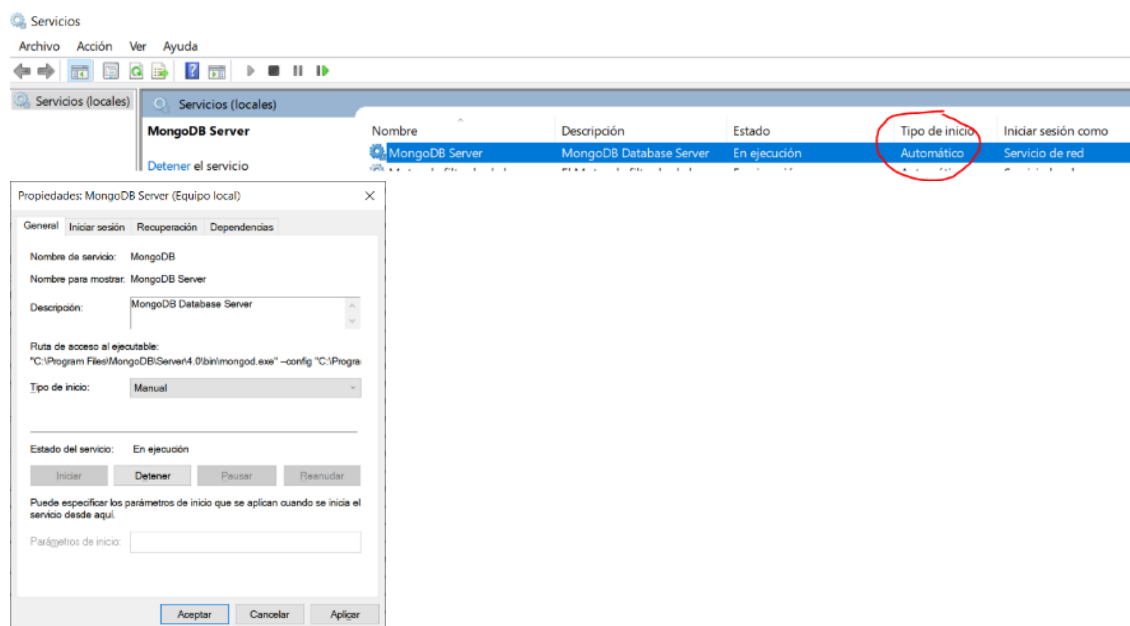 Servicios
Archivo Acción Ver Ayuda
Servicios (locales)
Servicios (locales)
MongoDB Server
Detener el servicio
Nombre Descripción Estado Tipo de inicio Iniciar sesión como
MongoDB Server MongoDB Database Server En ejecución Automático Servicio de red
Propiedades: MongoDB Server (Equipo local)
General Iniciar sesión Recuperación Dependencias
Nombre de servicio: MongoDB
Nombre para mostrar: MongoDB Server
Descripción: MongoDB Database Server
Ruta de acceso al ejecutable:
"C:\Program Files\MongoDB\Server\4.0\bin\mongod.exe" --config "C:\Progra
Tipo de inicio: Manual
Estado del servicio: En ejecución
Iniciar Detener Pausar Reanudar
Puede especificar los parámetros de inicio que se aplican cuando se inicia el
servicio desde aquí.
Parámetros de inicio:
Aceptar Cancelar Aplicar